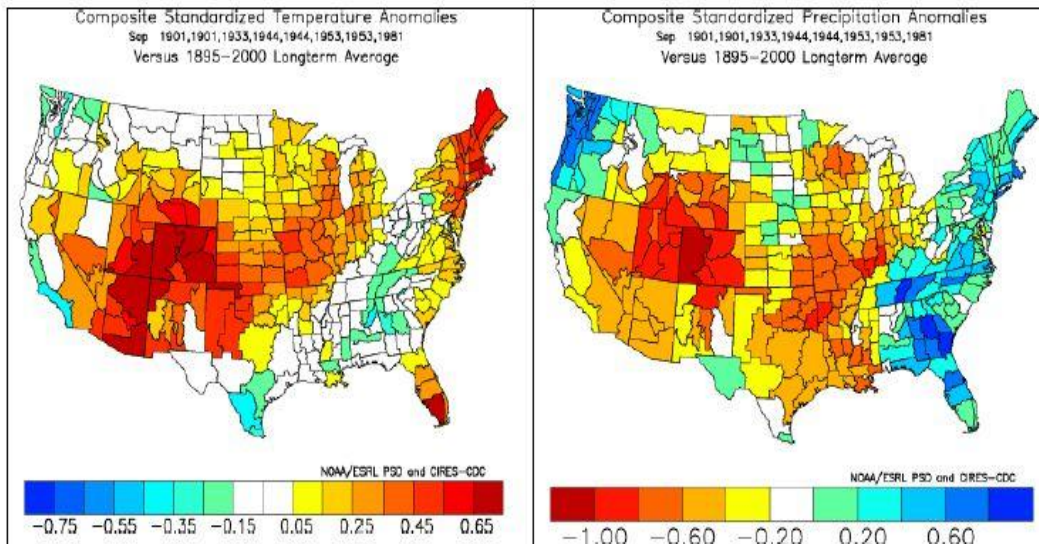 Composite Standardized Temperature Anomalies
Sep 1901,1901,1933,1944,1944,1953,1953,1981
Versus 1895-2000 Longterm Average
NOAA/ESRL PSD and CIRES-CDC
-0.75 -0.55 -0.35 -0.15 0.05 0.25 0.45 0.65
Composite Standardized Precipitation Anomalies
Sep 1901,1901,1933,1944,1944,1953,1953,1981
Versus 1895-2000 Longterm Average
NOAA/ESRL PSD and CIRES-CDC
-1.00 -0.60 -0.20 0.20 0.60